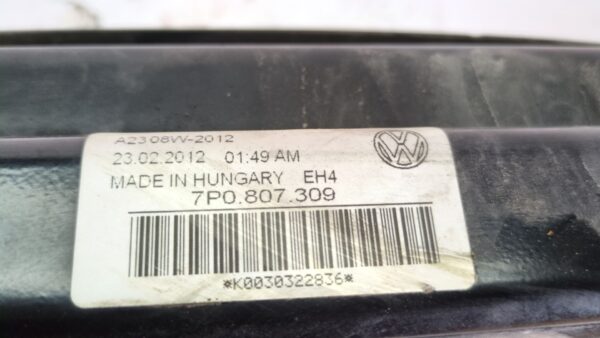 A23 08W-2012
23.02.2012 01:49 AM
MADE IN HUNGARY EH4
7P0.807.309
*K0030322836*